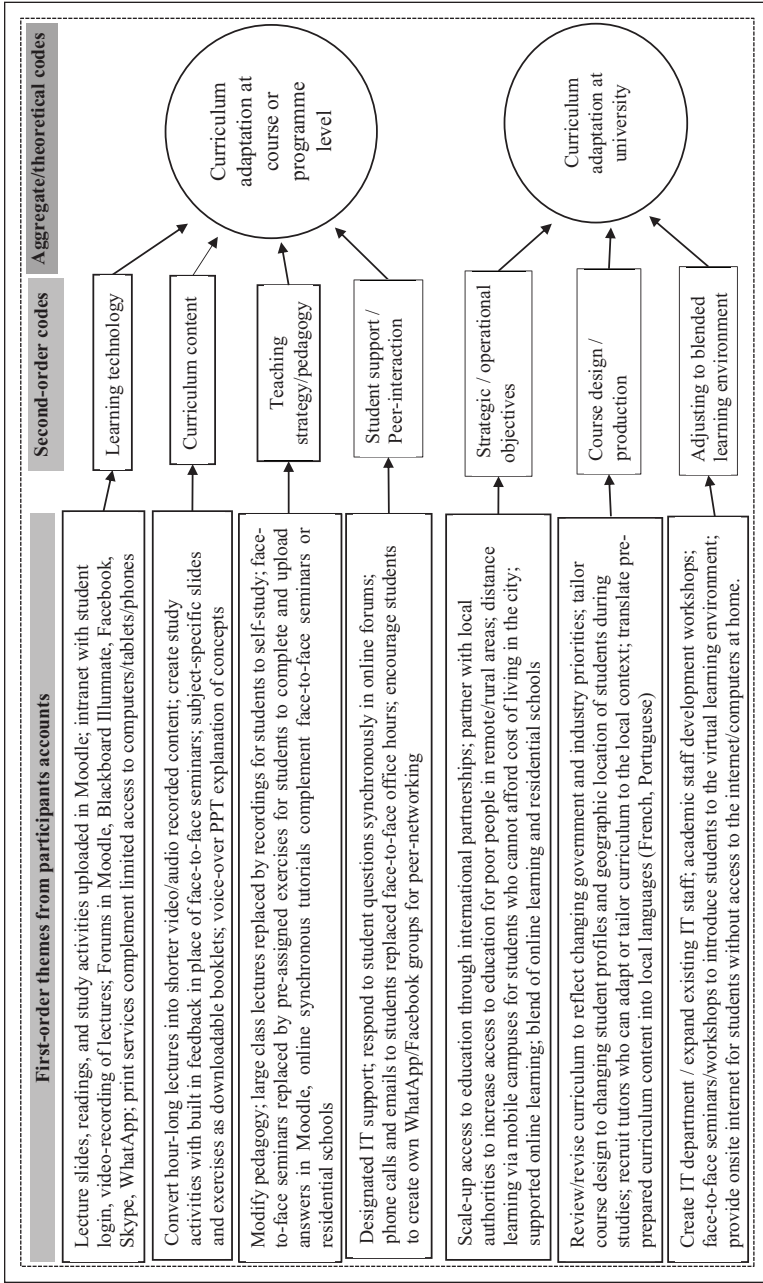 First-order themes from participants accounts
Second-order codes
Aggregate/theoretical codes
Lecture slides, readings, and study activities uploaded in Moodle; intranet with student
login, video-recording of lectures; Forums in Moodle, Blackboard Illumnate, Facebook,
Skype, WhatApp; print services complement limited access to computers/tablets/phones
Learning technology
Convert hour-long lectures into shorter video/audio recorded content; create study
activities with built in feedback in place of face-to-face seminars; subject-specific slides
and exercises as downloadable booklets; voice-over PPT explanation of concepts
Curriculum content
Modify pedagogy; large class lectures replaced by recordings for students to self-study; face-
to-face seminars replaced by pre-assigned exercises for students to complete and upload
answers in Moodle, online synchronous tutorials complement face-to-face seminars or
residential schools
Teaching
strategy/pedagogy
Designated IT support; respond to student questions synchronously in online forums;
phone calls and emails to students replaced face-to-face office hours; encourage students
to create own WhatApp/Facebook groups for peer-networking
Student support /
Peer-interaction
Curriculum
adaptation at
course or
programme
level
Scale-up access to education through international partnerships; partner with local
authorities to increase access to education for poor people in remote/rural areas; distance
learning via mobile campuses for students who cannot afford cost of living in the city;
supported online learning; blend of online learning and residential schools
Strategic / operational
objectives
Review/revise curriculum to reflect changing government and industry priorities; tailor
course design to changing student profiles and geographic location of students during
studies; recruit tutors who can adapt or tailor curriculum to the local context; translate pre-
prepared curriculum content into local languages (French, Portuguese)
Course design /
production
Create IT department / expand existing IT staff; academic staff development workshops;
face-to-face seminars/workshops to introduce students to the virtual learning environment;
provide onsite internet for students without access to the internet/computers at home.
Adjusting to blended
learning environment
Curriculum
adaptation at
university